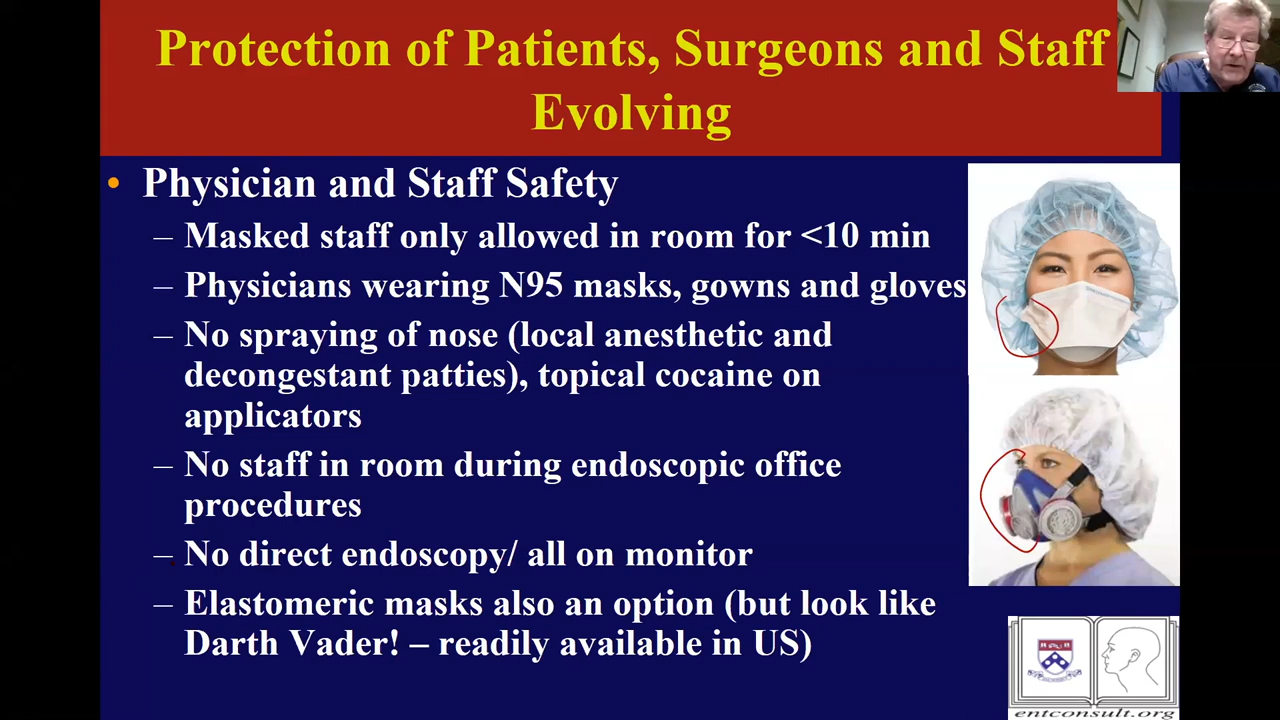 Protection of Patients, Surgeons and Staff
Evolving
• Physician and Staff Safety
– Masked staff only allowed in room for <10 min
– Physicians wearing N95 masks, gowns and gloves
– No spraying of nose (local anesthetic and
decongestant patties), topical cocaine on
applicators
– No staff in room during endoscopic office
procedures
– No direct endoscopy/ all on monitor
– Elastomeric masks also an option (but look like
Darth Vader! – readily available in US)
entconsult.org